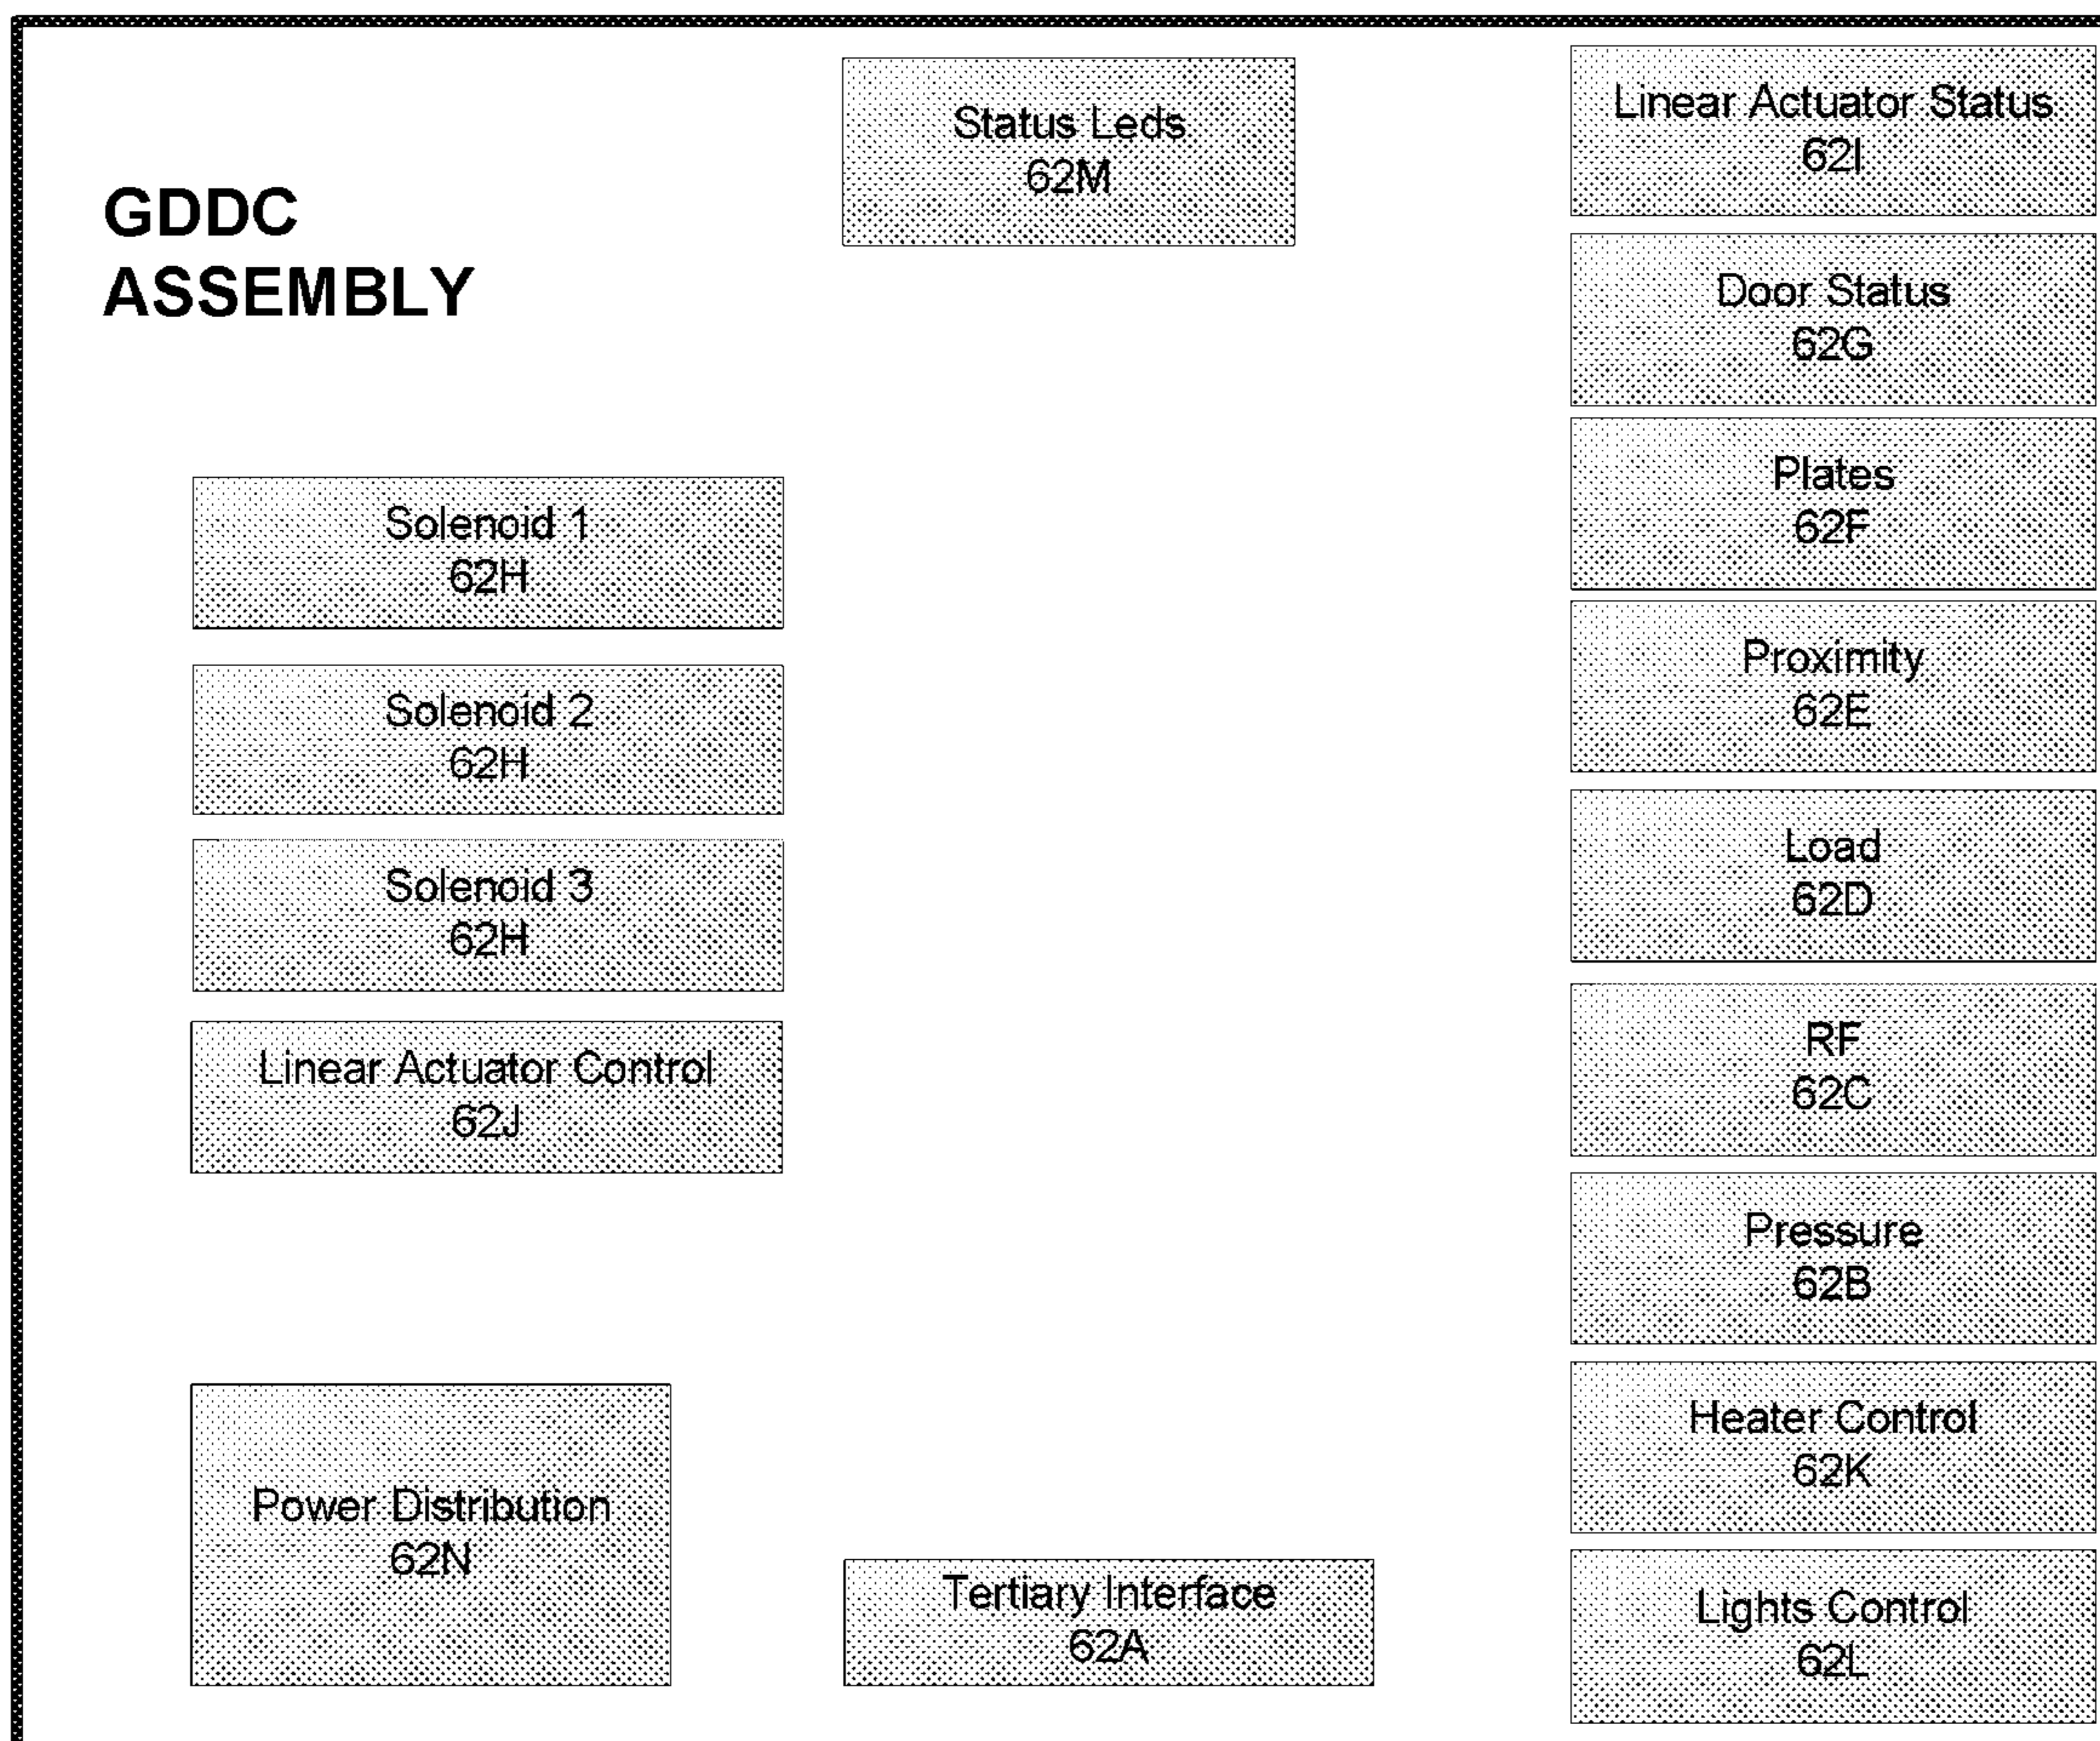 GDDC
ASSEMBLY
Status Leds
62M
Solenoid 1
62H
Solenoid 2
62H
Solenoid 3
62H
Linear Actuator Control
62J
Power Distribution
62N
Tertiary Interface
62A
Linear Actuator Status
62I
Door Status
62G
Plates
62F
Proximity
62E
Load
62D
RF
62C
Pressure
62B
Heater Control
62K
Lights Control
62L